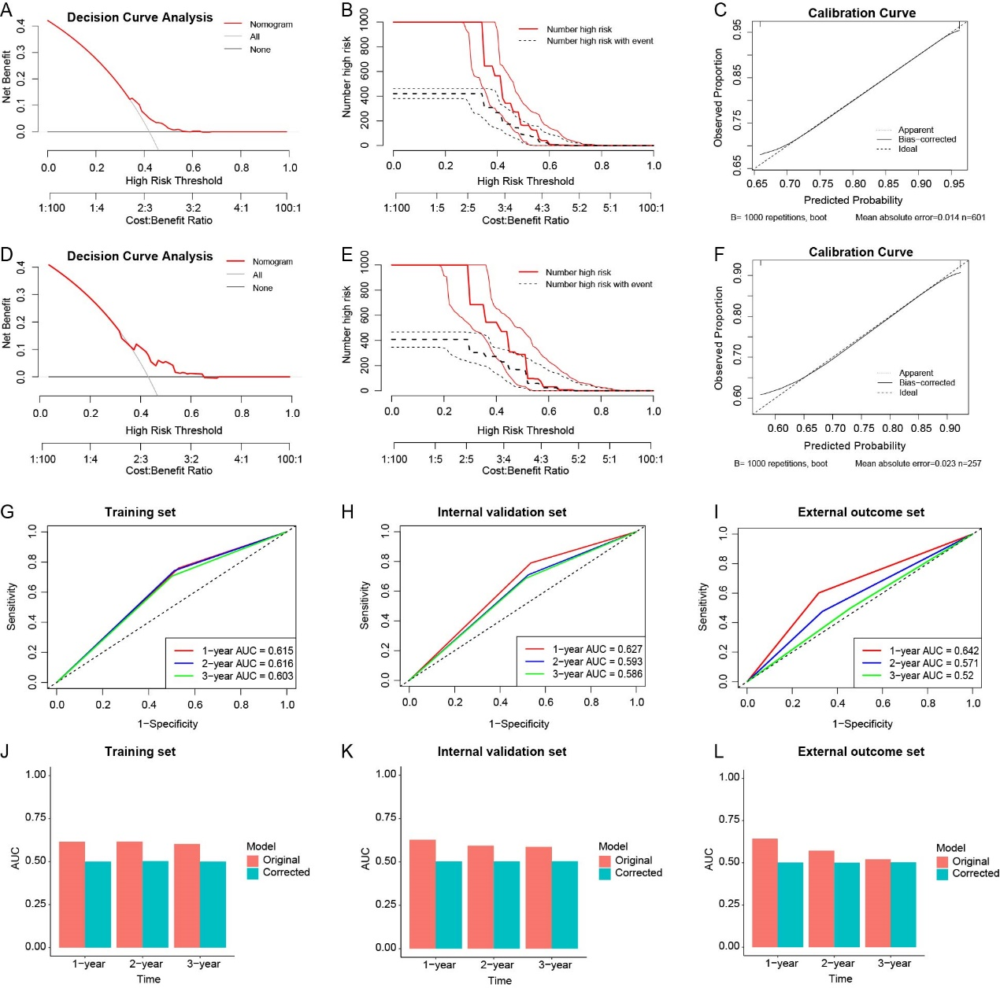 A
Decision Curve Analysis
Nomogram
All
None
Net Benefit
0.4
0.3
0.2
0.1
0.0
0.0 0.2 0.4 0.6 0.8 1.0
High Risk Threshold
1:100 1:4 2:3 3:2 4:1 100:1
Cost:Benefit Ratio
B
Number high risk
Number high risk with event
Number high risk
1000
800
600
400
200
0
0.0 0.2 0.4 0.6 0.8 1.0
High Risk Threshold
1:100 1:4 2:5 3:4 4:3 5:2 5:1 100:1
Cost:Benefit Ratio
C
Calibration Curve
Observed Proportion
0.95
0.85
0.75
0.65
Apparent
Bias−corrected
Ideal
0.65 0.70 0.75 0.80 0.85 0.90 0.95
Predicted Probability
B= 1000 repetitions, boot Mean absolute error=0.014 n=601
D
Decision Curve Analysis
Nomogram
All
None
Net Benefit
0.4
0.3
0.2
0.1
0.0
0.0 0.2 0.4 0.6 0.8 1.0
High Risk Threshold
1:100 1:4 2:3 3:2 4:1 100:1
Cost:Benefit Ratio
E
Number high risk
Number high risk with event
Number high risk
1000
800
600
400
200
0
0.0 0.2 0.4 0.6 0.8 1.0
High Risk Threshold
1:100 1:5 2:5 3:4 4:3 5:2 5:1 100:1
Cost:Benefit Ratio
F
Calibration Curve
Observed Proportion
0.90
0.80
0.70
0.60
Apparent
Bias−corrected
Ideal
0.60 0.65 0.70 0.75 0.80 0.85 0.90
Predicted Probability
B= 1000 repetitions, boot Mean absolute error=0.023 n=257
G
Training set
Sensitivity
1.0
0.8
0.6
0.4
0.2
0.0
1−year AUC = 0.615
2−year AUC = 0.616
3−year AUC = 0.603
0.0 0.2 0.4 0.6 0.8 1.0
1−Specificity
H
Internal validation set
Sensitivity
1.0
0.8
0.6
0.4
0.2
0.0
1−year AUC = 0.627
2−year AUC = 0.593
3−year AUC = 0.586
0.0 0.2 0.4 0.6 0.8 1.0
1−Specificity
I
External outcome set
Sensitivity
1.0
0.8
0.6
0.4
0.2
0.0
1−year AUC = 0.642
2−year AUC = 0.571
3−year AUC = 0.52
0.0 0.2 0.4 0.6 0.8 1.0
1−Specificity
J
Training set
AUC
1.00
0.75
0.50
0.25
0.00
Model
Original
Corrected
1−year 2−year 3−year
Time
K
Internal validation set
AUC
1.00
0.75
0.50
0.25
0.00
Model
Original
Corrected
1−year 2−year 3−year
Time
L
External outcome set
AUC
1.00
0.75
0.50
0.25
0.00
Model
Original
Corrected
1−year 2−year 3−year
Time